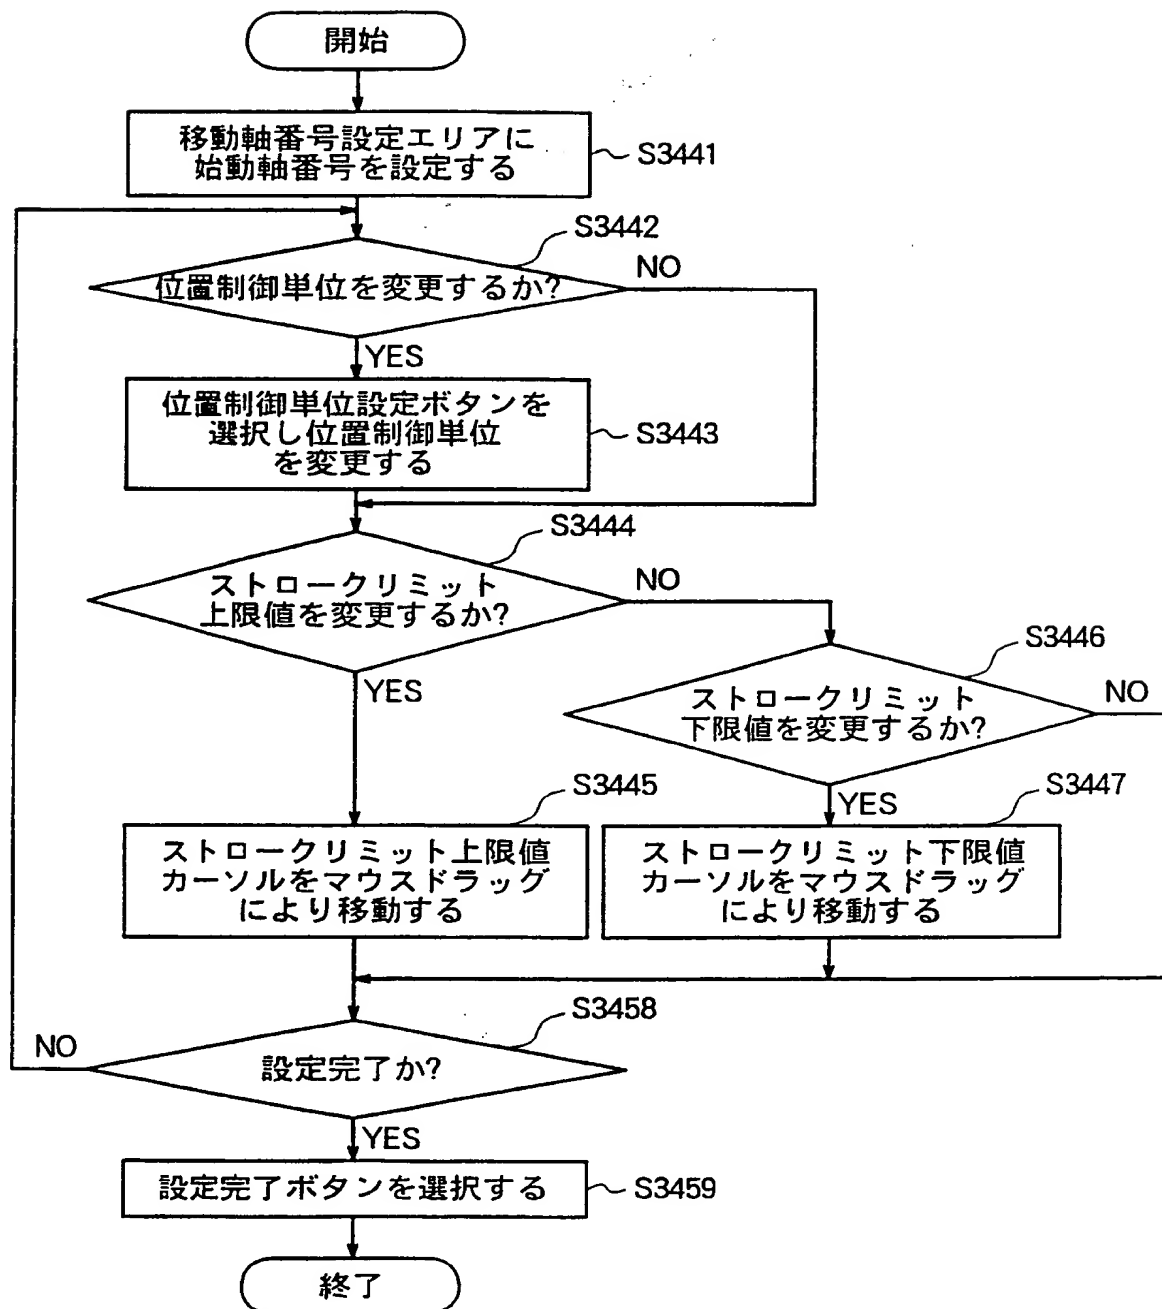 開始
移動軸番号設定エリアに
始動軸番号を設定する
S3441
S3442
位置制御単位を変更するか?
NO
YES
位置制御単位設定ボタンを
選択し位置制御単位
を変更する
S3443
S3444
ストロークリミット
上限値を変更するか?
NO
YES
S3446
ストロークリミット
下限値を変更するか?
NO
YES
S3445
ストロークリミット上限値
カーソルをマウスドラッグ
により移動する
S3447
ストロークリミット下限値
カーソルをマウスドラッグ
により移動する
S3458
設定完了か?
NO
YES
設定完了ボタンを選択する
S3459
終了